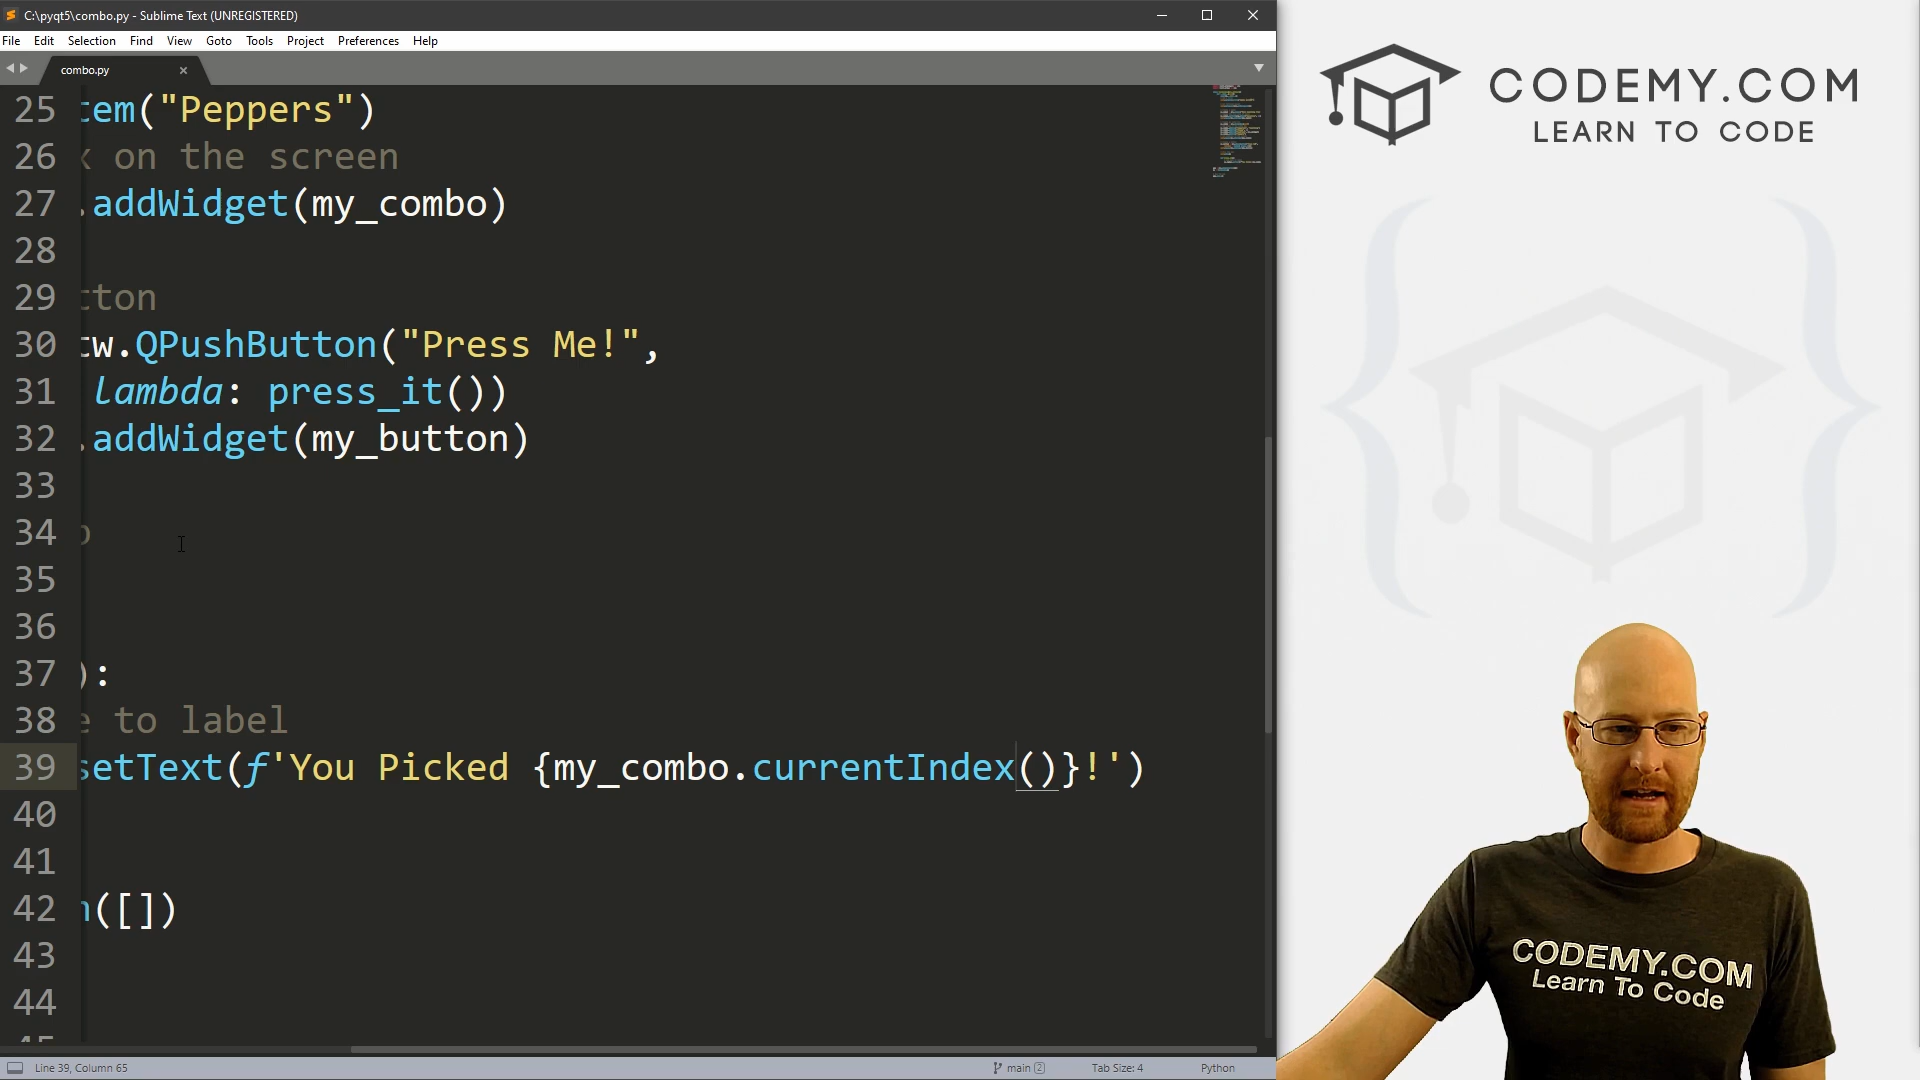 C:\pyqt5\combo.py - Sublime Text (UNREGISTERED)
File Edit Selection Find View Goto Tools Project Preferences Help
combo.py
25 tem("Peppers")
26 x on the screen
27 .addWidget(my_combo)
28
29 tton
30 tw.QPushButton("Press Me!",
31 lambda: press_it())
32 .addWidget(my_button)
33
34 p
35
36
37 ):
38 e to label
39 setText(f'You Picked {my_combo.currentIndex()}!')
40
41
42 n([])
43
44
45
Line 39, Column 65
main 2
Tab Size: 4
Python
CODEMY.COM
LEARN TO CODE
CODEMY.COM
Learn To Code